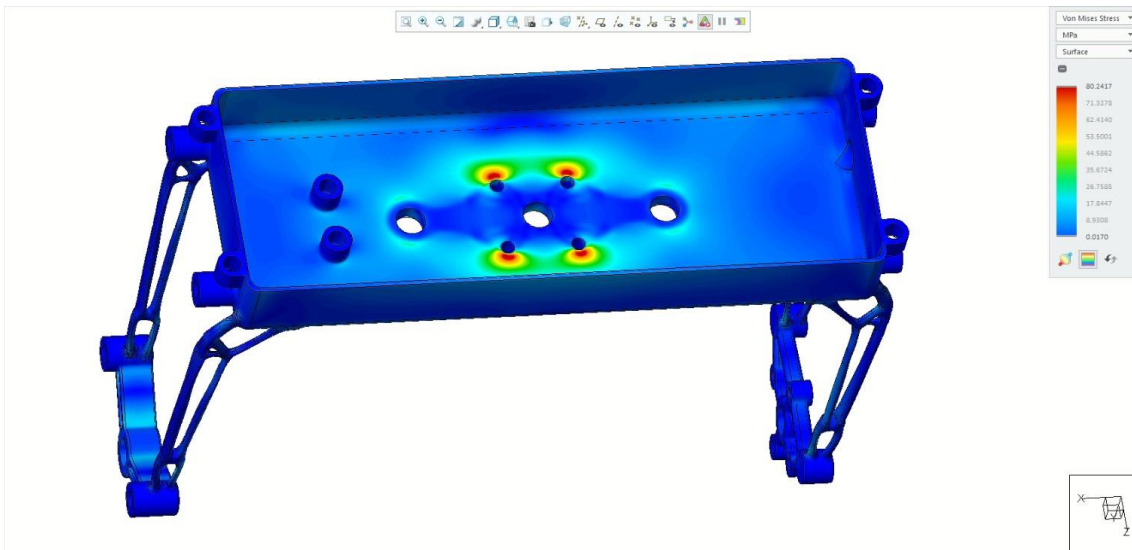 Von Mises Stress
MPa
Surface
80.2417
71.3278
62.4140
53.5001
44.5862
35.6724
26.7585
17.8447
8.9308
0.0170
X
Y
Z